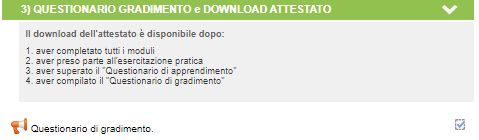 3) QUESTIONARIO GRADIMENTO e DOWNLOAD ATTESTATO
Il download dell'attestato è disponibile dopo:
1. aver completato tutti i moduli
2. aver preso parte all'esercitazione pratica
3. aver superato il "Questionario di apprendimento"
4. aver compilato il "Questionario di gradimento"
Questionario di gradimento.